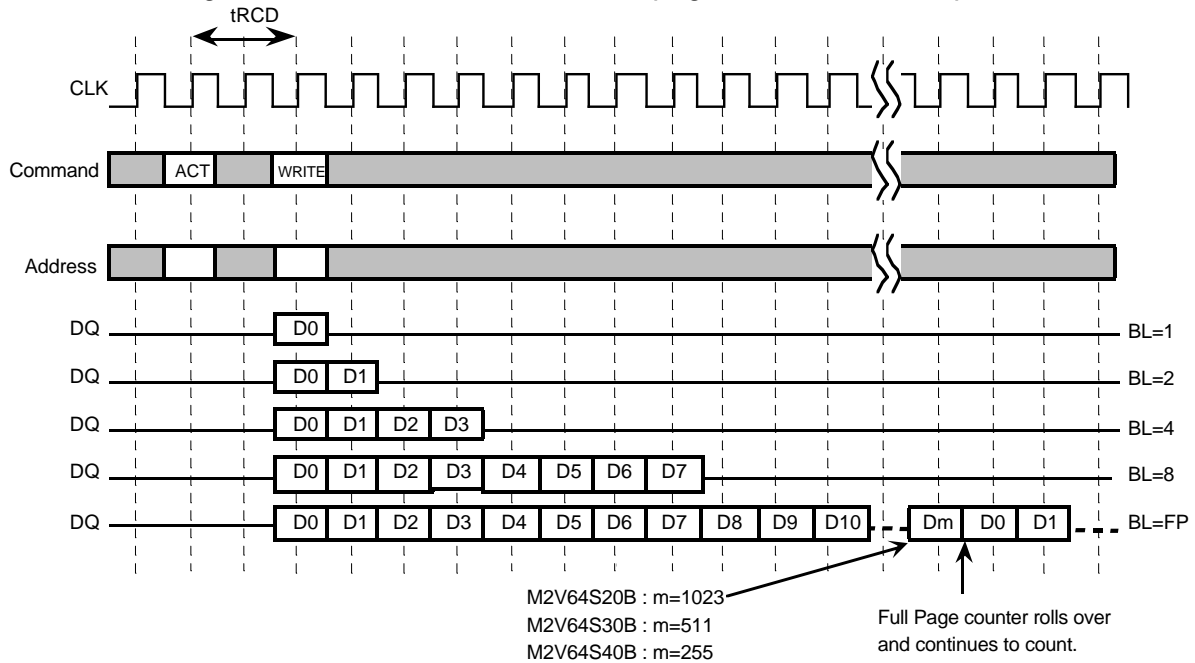 tRCD
CLK
Command ACT WRITE
Address
DQ D0 BL=1
DQ D0 D1 BL=2
DQ D0 D1 D2 D3 BL=4
DQ D0 D1 D2 D3 D4 D5 D6 D7 BL=8
DQ D0 D1 D2 D3 D4 D5 D6 D7 D8 D9 D10 Dm D0 D1 BL=FP
M2V64S20B : m=1023
M2V64S30B : m=511
M2V64S40B : m=255
Full Page counter rolls over
and continues to count.